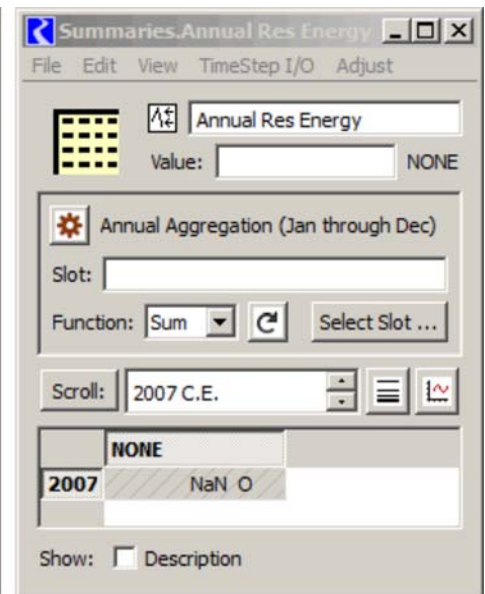 Summaries.Annual Res Energy
File Edit View TimeStep I/O Adjust
Annual Res Energy
Value: NONE
Annual Aggregation (Jan through Dec)
Slot:
Function: Sum Select Slot ...
Scroll: 2007 C.E.
NONE
2007 NaN O
Show: Description